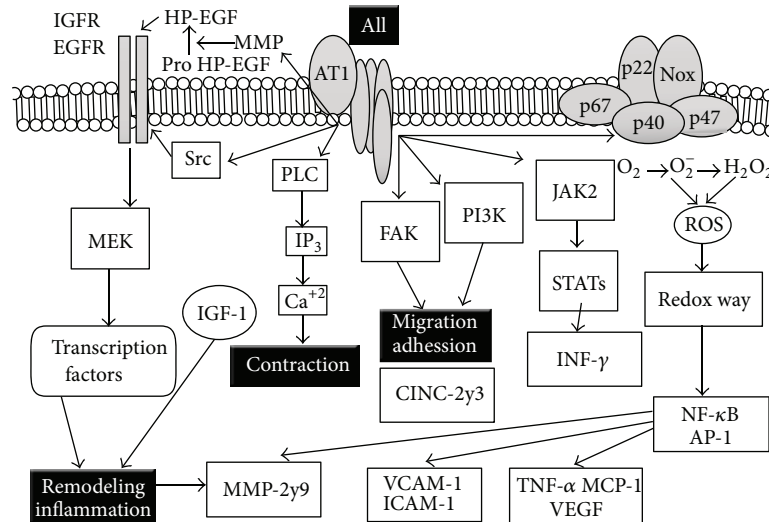 IGFR
EGFR
HP-EGF
MMP
Pro HP-EGF
AT1
All
p22
Nox
p67
p40
p47
Src
PLC
IP₃
Ca⁺²
Contraction
FAK
PI3K
Migration
adhession
CINC-2y3
JAK2
STATs
INF-γ
O₂
O₂⁻
H₂O₂
ROS
Redox way
NF-κB
AP-1
MEK
Transcription
factors
IGF-1
Remodeling
inflammation
MMP-2y9
VCAM-1
ICAM-1
TNF-α MCP-1
VEGF